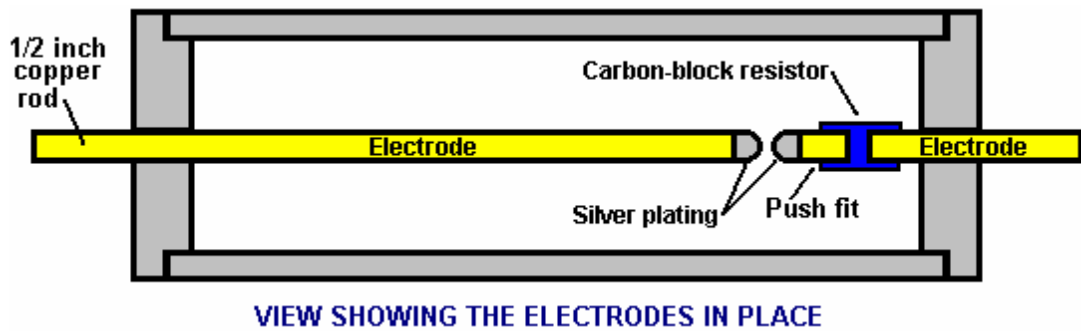 1/2 inch
copper
rod
Carbon-block resistor
Electrode
Electrode
Silver plating
Push fit
VIEW SHOWING THE ELECTRODES IN PLACE